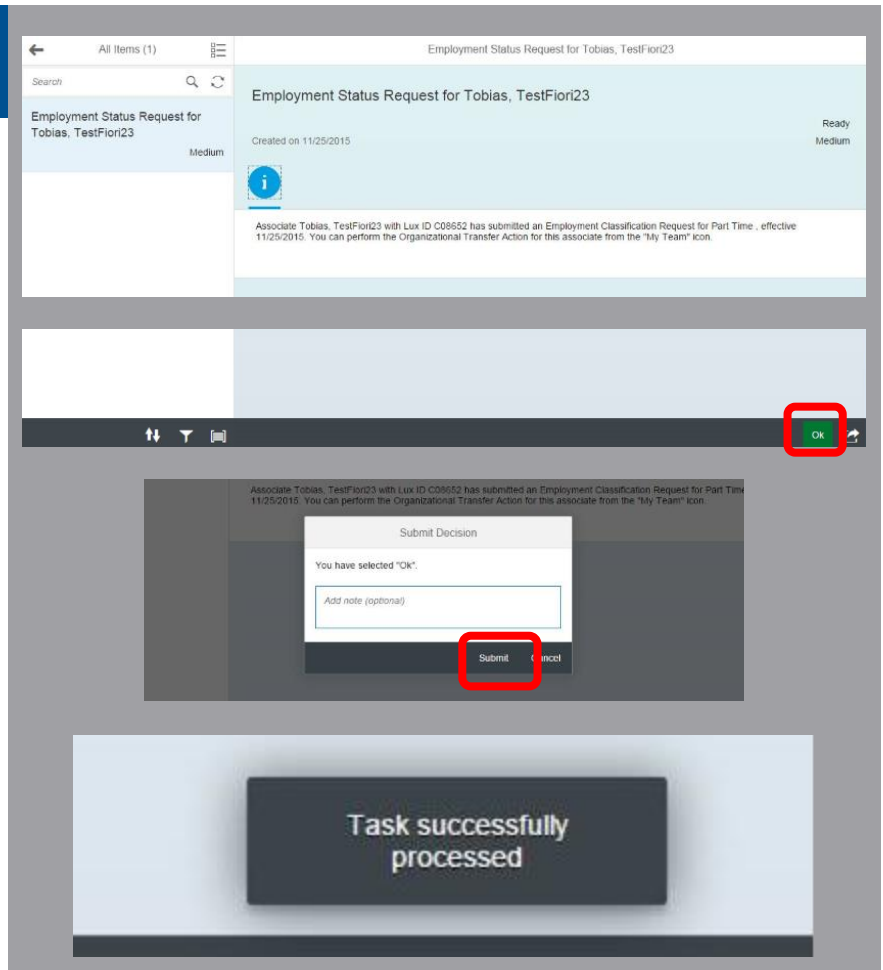 All Items (1)
Employment Status Request for Tobias, TestFiori23
Search
Employment Status Request for
Tobias, TestFiori23
Medium
Employment Status Request for Tobias, TestFiori23
Ready
Created on 11/25/2015
Medium
i
Associate Tobias, TestFiori23 with Lux ID C08652 has submitted an Employment Classification Request for Part Time , effective
11/25/2015. You can perform the Organizational Transfer Action for this associate from the "My Team" icon.
Ok
Associate Tobias, TestFiori23 with Lux ID C08652 has submitted an Employment Classification Request for Part Time
11/25/2015. You can perform the Organizational Transfer Action for this associate from the "My Team" icon.
Submit Decision
You have selected "Ok".
Add note (optional)
Submit Cancel
Task successfully
processed